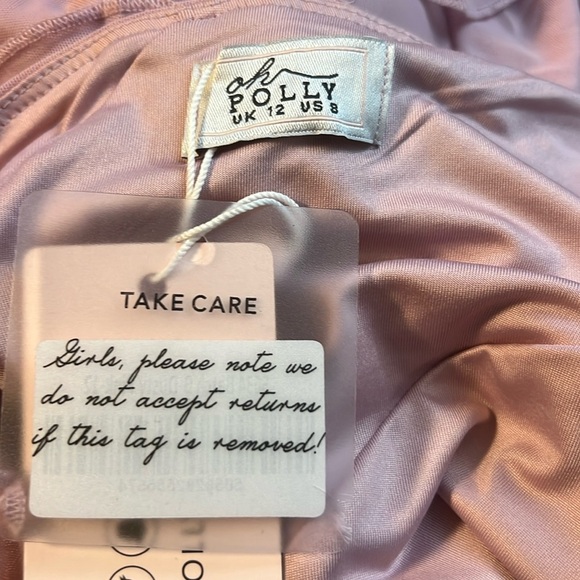 oh
POLLY
UK 12 US 8
TAKE CARE
Girls, please note we
do not accept returns
if this tag is removed!